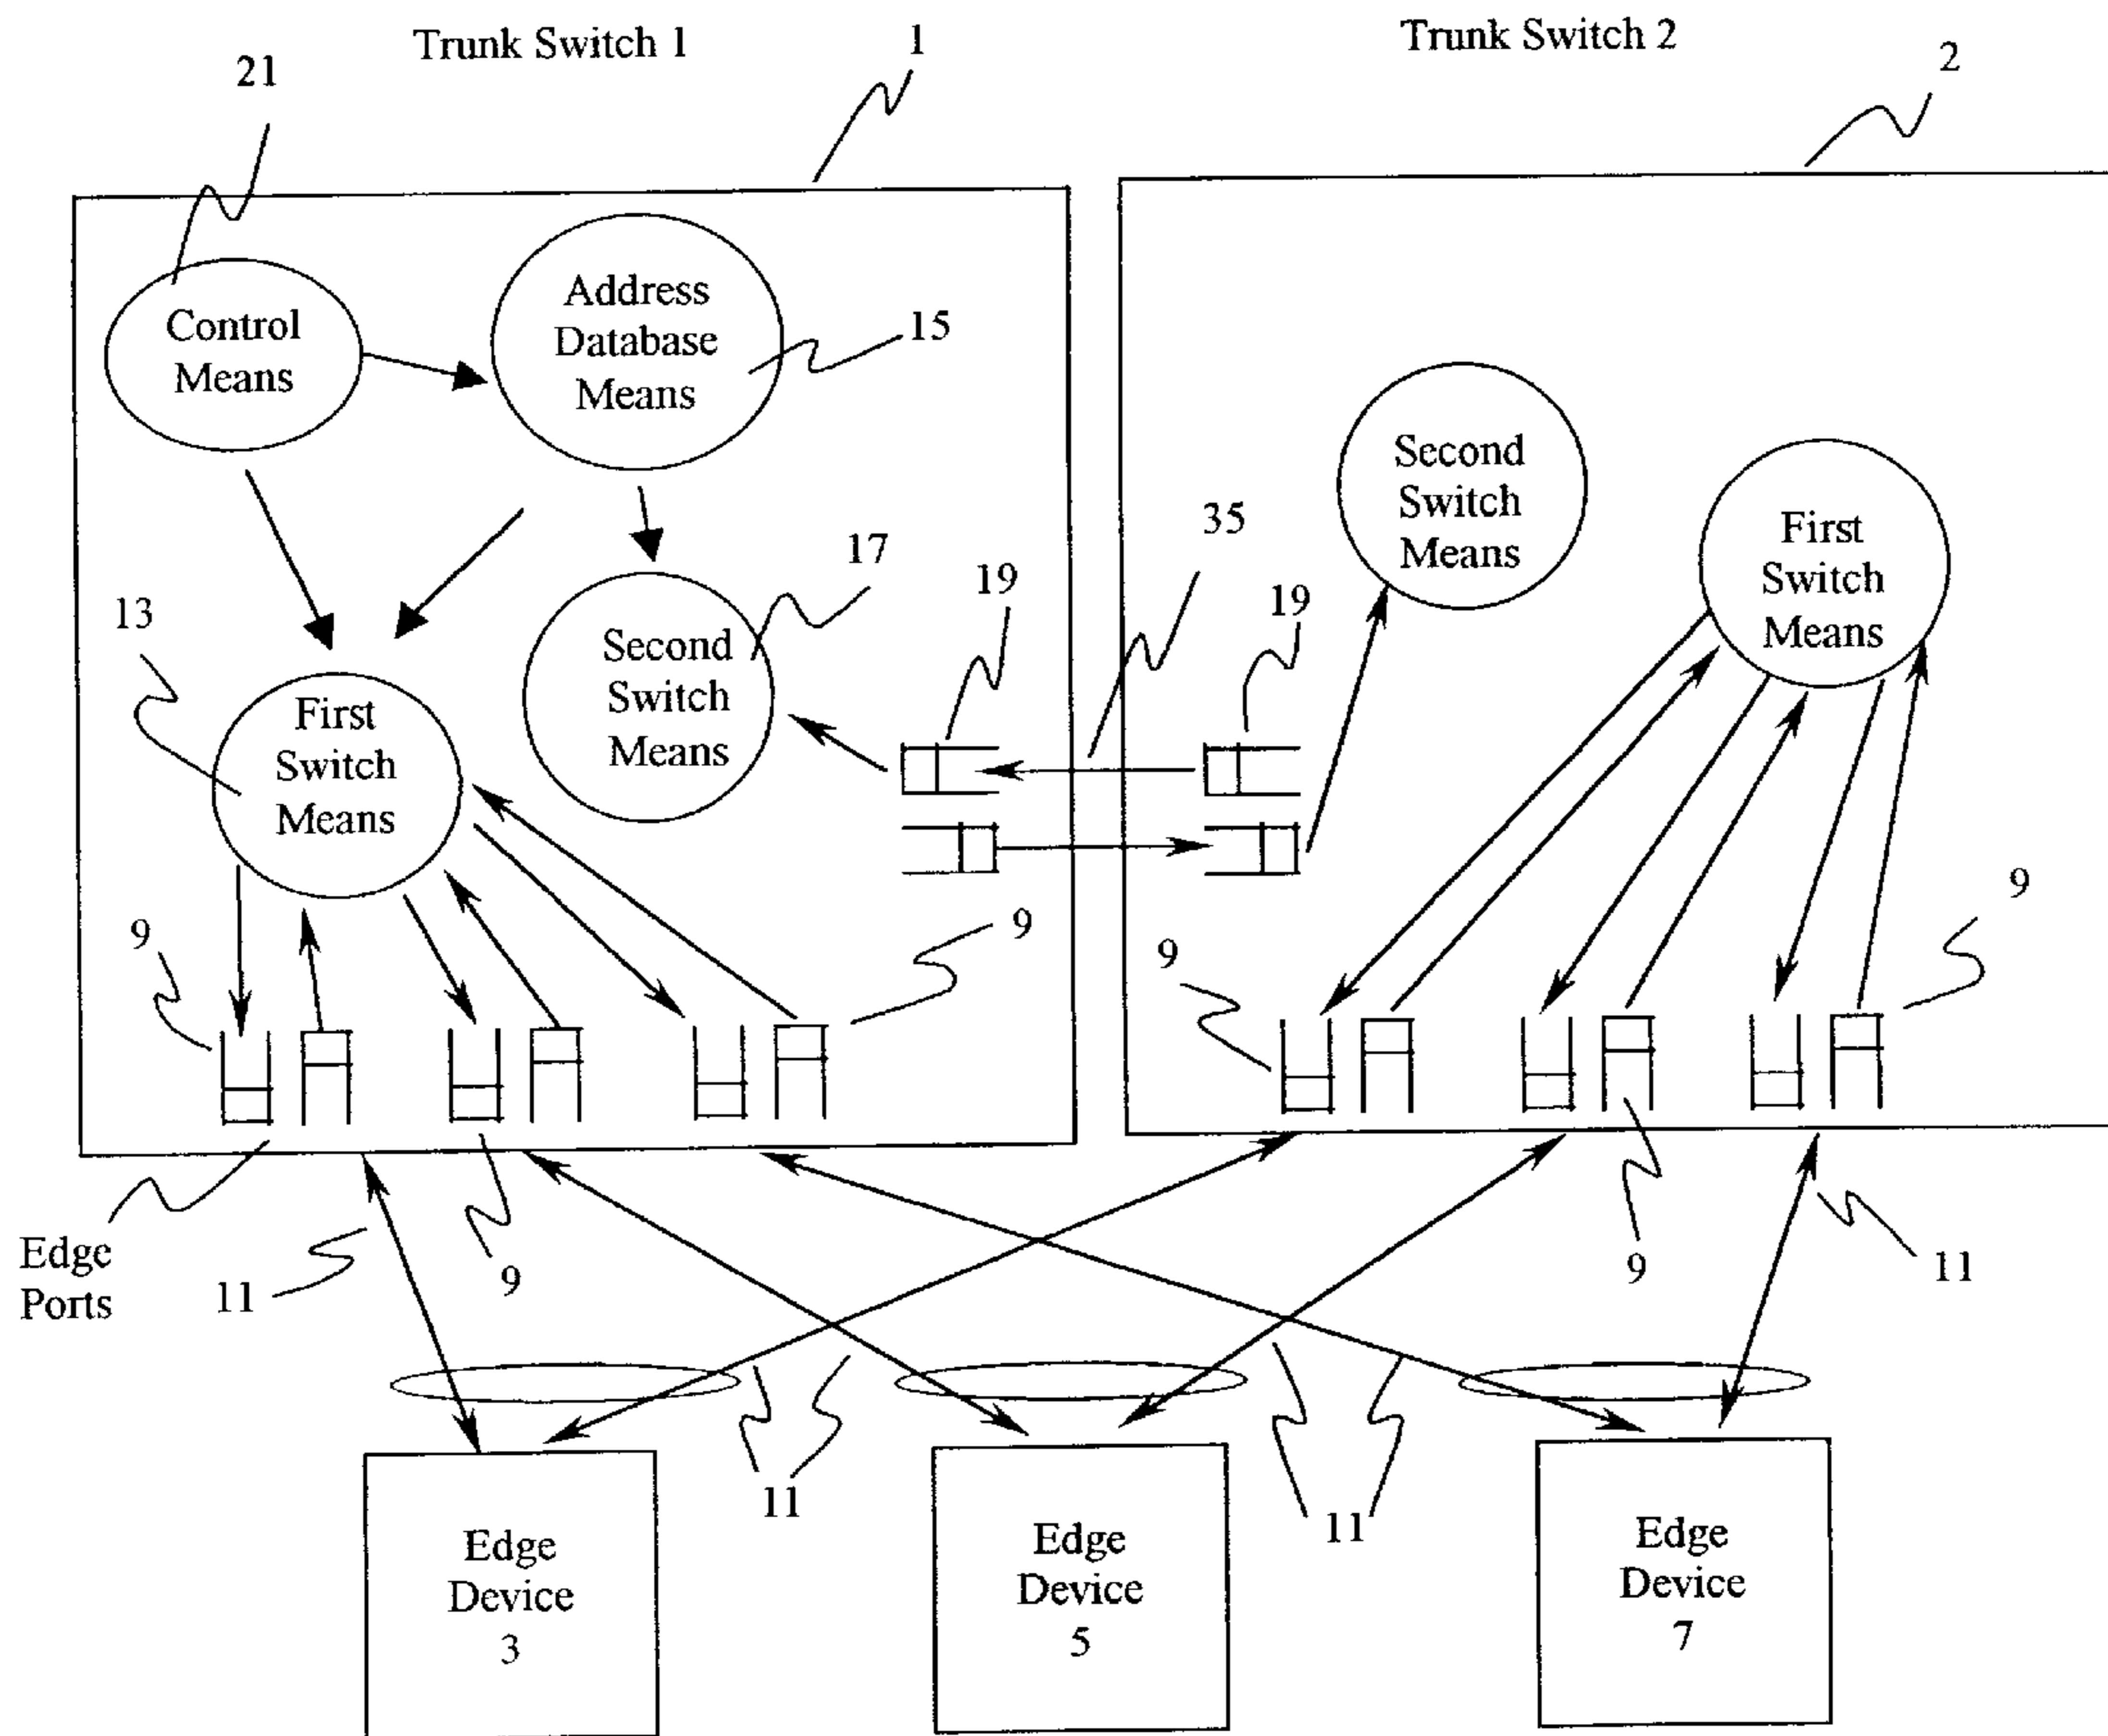 Trunk Switch 1
1
Trunk Switch 2
2
21
Control
Means
Address
Database
Means
15
Second
Switch
Means
First
Switch
Means
35
17
19
19
13
Second
Switch
Means
First
Switch
Means
9
9
9
9
Edge
Ports
11
9
9
11
11
11
Edge
Device
3
Edge
Device
5
Edge
Device
7